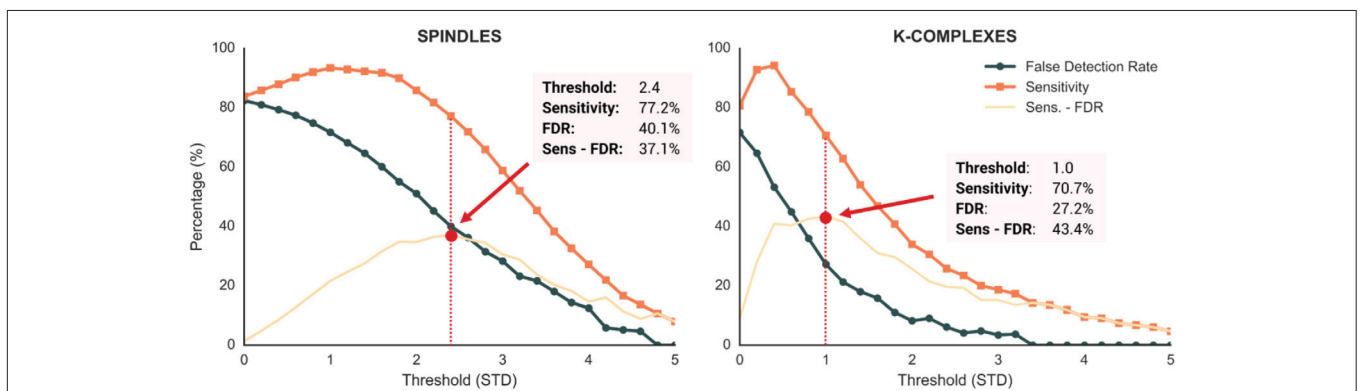 SPINDLES
100
80
60
40
20
0
Percentage (%)
0 1 2 3 4 5
Threshold (STD)
Threshold: 2.4
Sensitivity: 77.2%
FDR: 40.1%
Sens - FDR: 37.1%
K-COMPLEXES
100
80
60
40
20
0
0 1 2 3 4 5
Threshold (STD)
False Detection Rate
Sensitivity
Sens. - FDR
Threshold: 1.0
Sensitivity: 70.7%
FDR: 27.2%
Sens - FDR: 43.4%